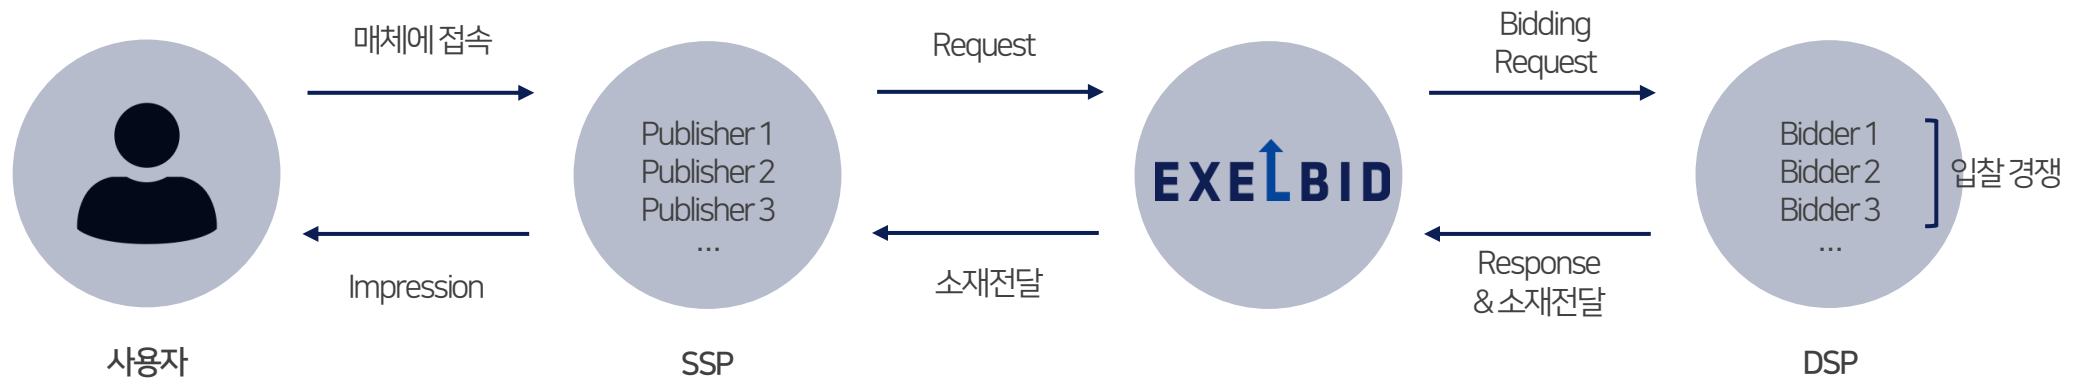 매체에 접속
Request
Bidding
Request
Publisher 1
Publisher 2
Publisher 3
...
EXELBID
Bidder 1
Bidder 2
Bidder 3
...
입찰 경쟁
Impression
소재전달
Response
& 소재전달
사용자
SSP
DSP